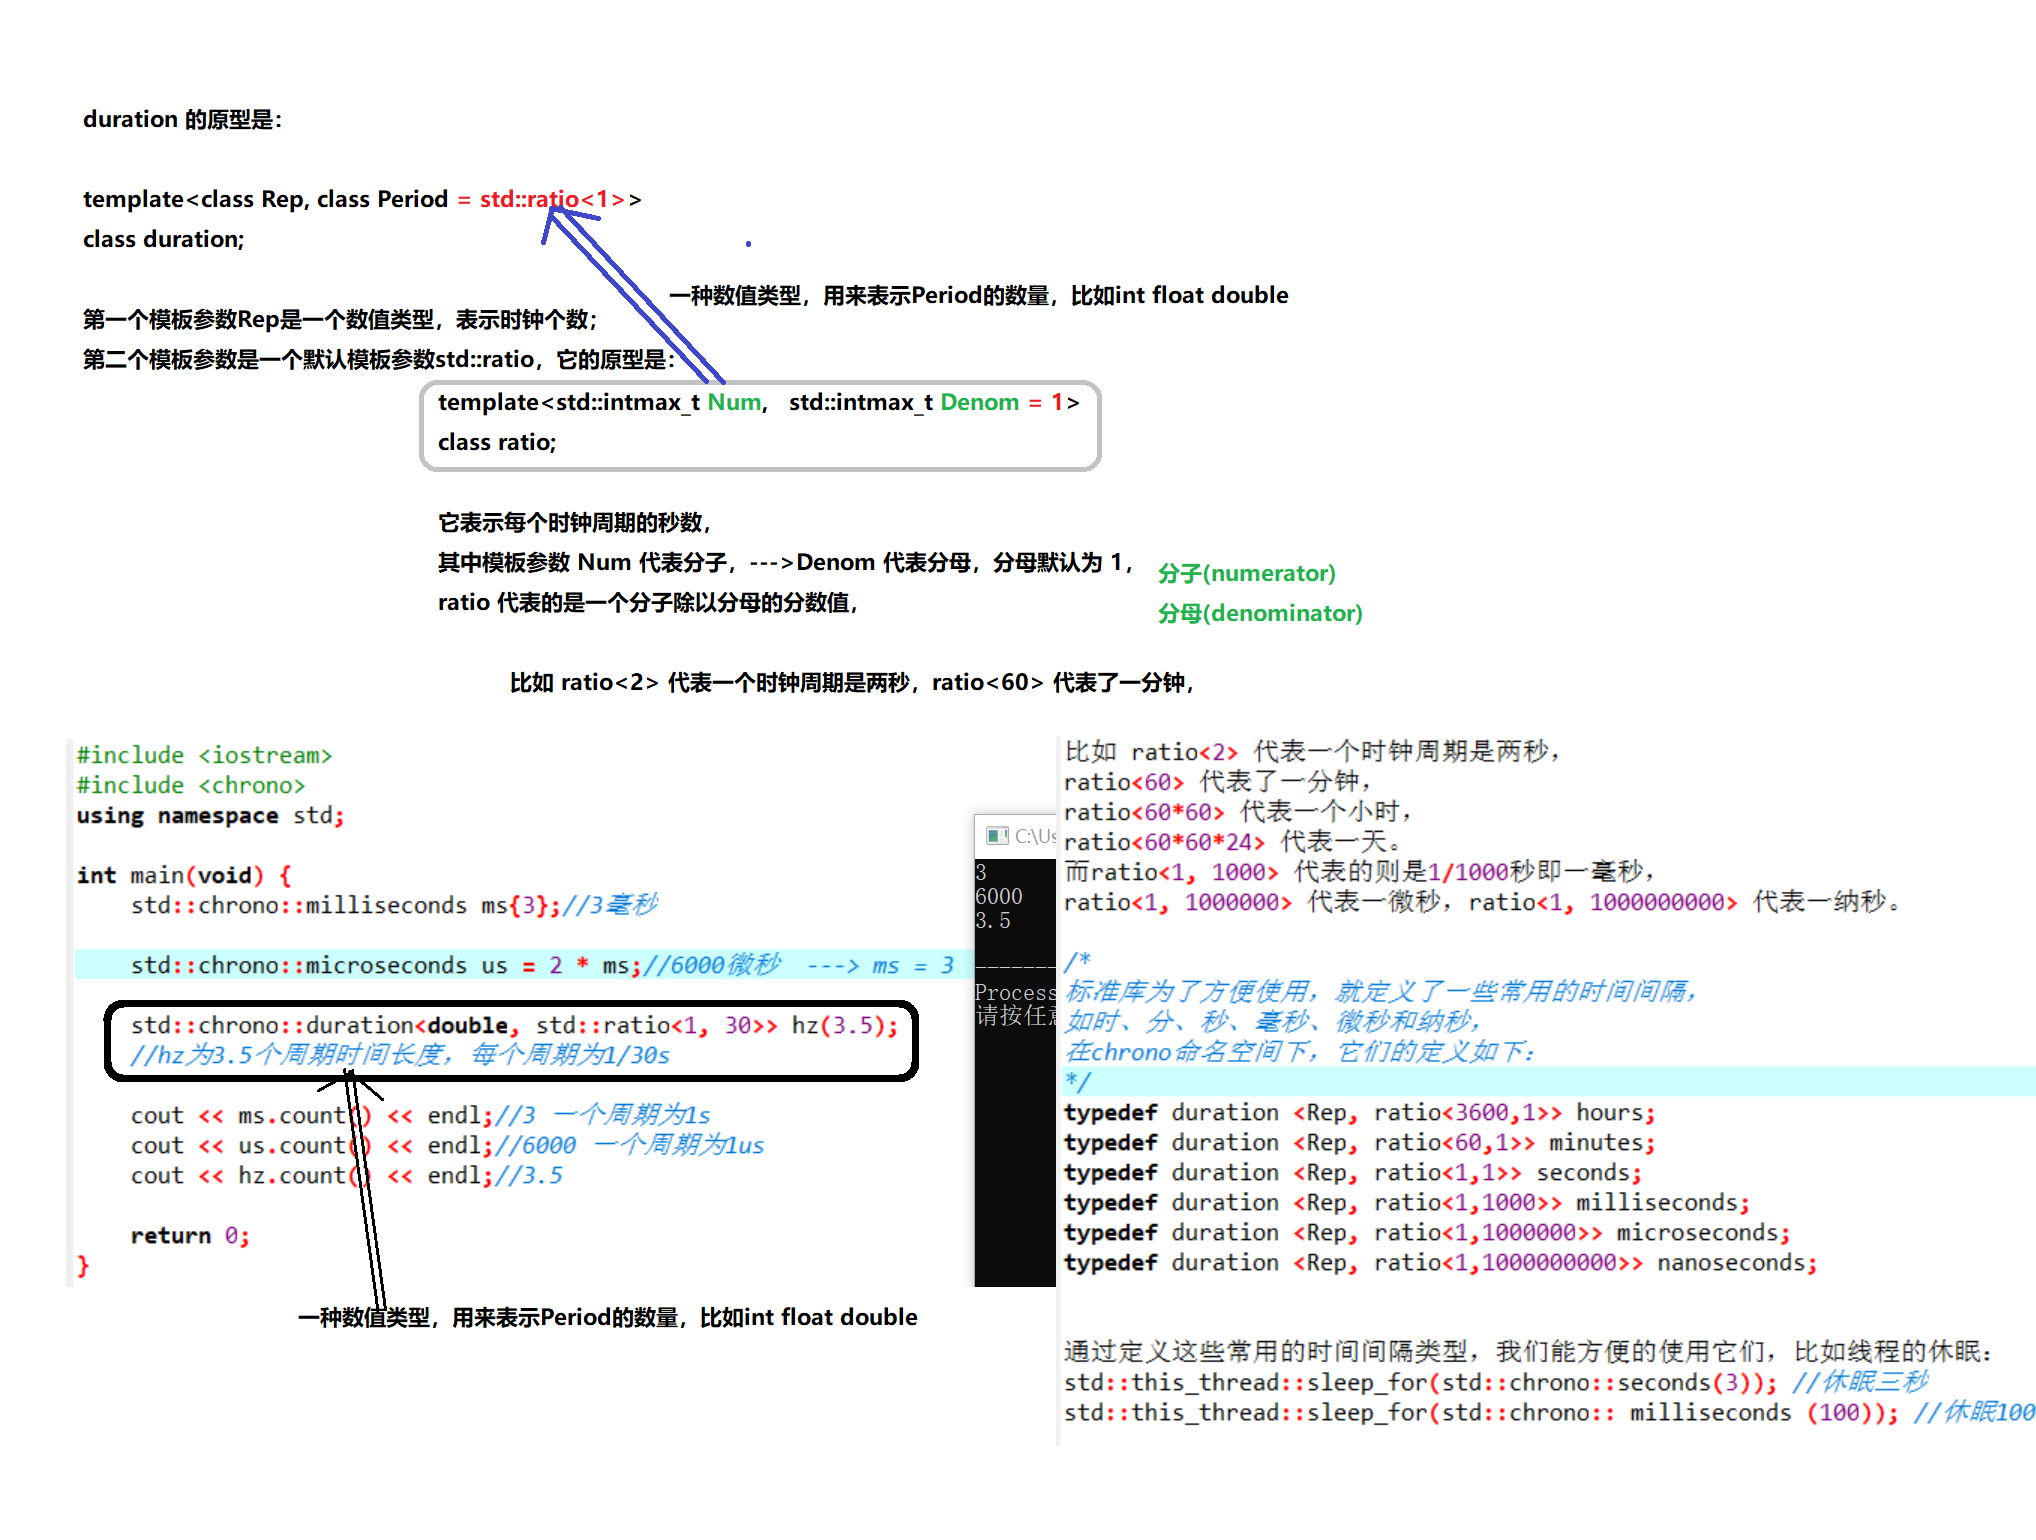 duration 的原型是：
template<class Rep, class Period = std::ratio<1>>
class duration;
一种数值类型，用来表示Period的数量，比如int float double
第一个模板参数Rep是一个数值类型，表示时钟个数；
第二个模板参数是一个默认模板参数std::ratio，它的原型是：
template<std::intmax_t Num,   std::intmax_t Denom = 1>
class ratio;
它表示每个时钟周期的秒数，
其中模板参数 Num 代表分子，--->Denom 代表分母，分母默认为 1，
ratio 代表的是一个分子除以分母的分数值，
分子(numerator)
分母(denominator)
比如 ratio<2> 代表一个时钟周期是两秒，ratio<60> 代表了一分钟，
#include <iostream>
#include <chrono>
using namespace std;
int main(void) {
    std::chrono::milliseconds ms{3};//3毫秒
    std::chrono::microseconds us = 2 * ms;//6000微秒  ---> ms = 3
    std::chrono::duration<double, std::ratio<1, 30>> hz(3.5);
    //hz为3.5个周期时间长度，每个周期为1/30s
    cout << ms.count() << endl;//3 一个周期为1s
    cout << us.count() << endl;//6000 一个周期为1us
    cout << hz.count() << endl;//3.5
    return 0;
}
一种数值类型，用来表示Period的数量，比如int float double
C:\Us
3
6000
3.5
-------
Process
请按任
比如 ratio<2> 代表一个时钟周期是两秒，
ratio<60> 代表了一分钟，
ratio<60*60> 代表一个小时，
ratio<60*60*24> 代表一天。
而ratio<1, 1000> 代表的则是1/1000秒即一毫秒，
ratio<1, 1000000> 代表一微秒，ratio<1, 1000000000> 代表一纳秒。
/*
标准库为了方便使用，就定义了一些常用的时间间隔，
如时、分、秒、毫秒、微秒和纳秒，
在chrono命名空间下，它们的定义如下：
*/
typedef duration <Rep, ratio<3600,1>> hours;
typedef duration <Rep, ratio<60,1>> minutes;
typedef duration <Rep, ratio<1,1>> seconds;
typedef duration <Rep, ratio<1,1000>> milliseconds;
typedef duration <Rep, ratio<1,1000000>> microseconds;
typedef duration <Rep, ratio<1,1000000000>> nanoseconds;
通过定义这些常用的时间间隔类型，我们能方便的使用它们，比如线程的休眠：
std::this_thread::sleep_for(std::chrono::seconds(3)); //休眠三秒
std::this_thread::sleep_for(std::chrono:: milliseconds (100)); //休眠100